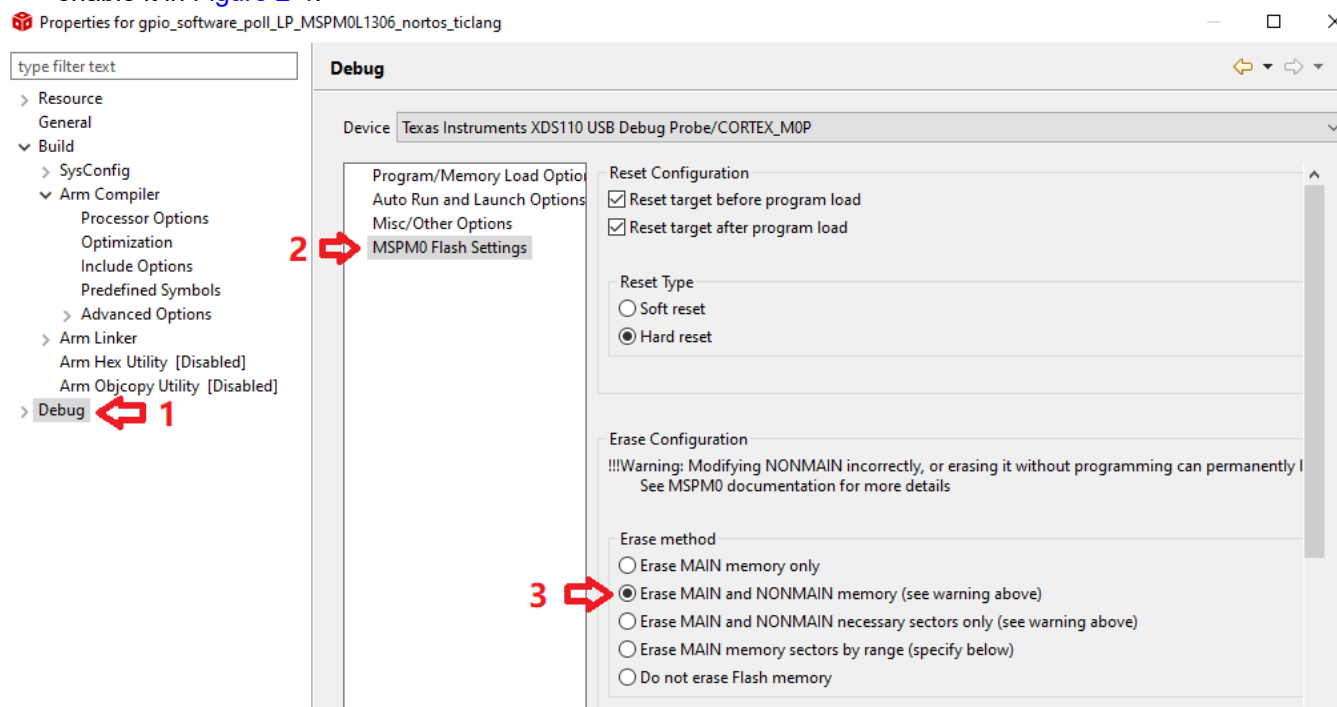 Properties for gpio_software_poll_LP_MSPM0L1306_nortos_ticlang
type filter text
Resource
General
Build
SysConfig
Arm Compiler
Processor Options
Optimization
Include Options
Predefined Symbols
Advanced Options
Arm Linker
Arm Hex Utility [Disabled]
Arm Objcopy Utility [Disabled]
Debug
1
Debug
Device Texas Instruments XDS110 USB Debug Probe/CORTEX_M0P
Program/Memory Load Option
Auto Run and Launch Options
Misc/Other Options
2 MSPM0 Flash Settings
Reset Configuration
Reset target before program load
Reset target after program load
Reset Type
Soft reset
Hard reset
Erase Configuration
!!!Warning: Modifying NONMAIN incorrectly, or erasing it without programming can permanently l
See MSPM0 documentation for more details
Erase method
Erase MAIN memory only
3 Erase MAIN and NONMAIN memory (see warning above)
Erase MAIN and NONMAIN necessary sectors only (see warning above)
Erase MAIN memory sectors by range (specify below)
Do not erase Flash memory